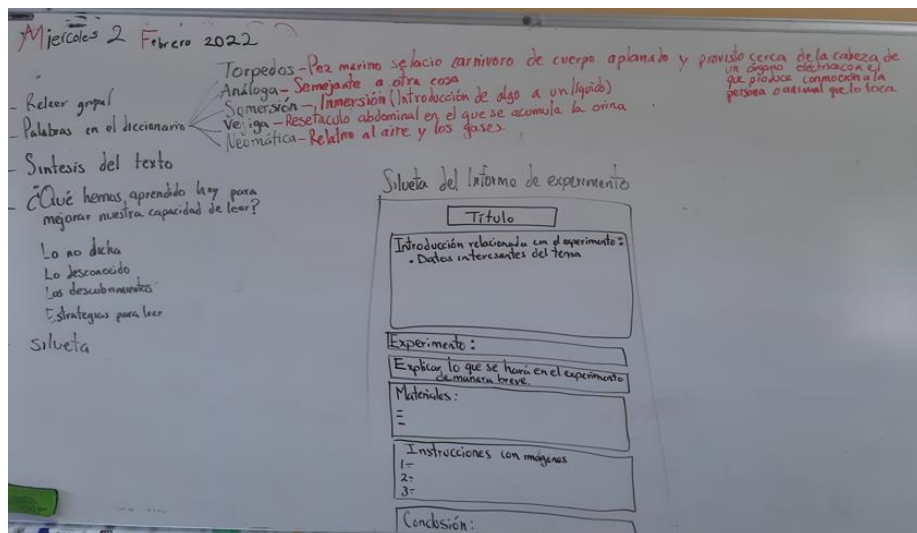 Miercoles 2 Febrero 2022
- Releer grupal
- Palabras en el diccionario
Torpedos - Pez marino selacio carnivoro de cuerpo aplanado y provisto cerca de la cabeza de
un órgano electrico con el
que produce conmoción a la
persona o animal que lo toca.
Análoga - Semejante a otra cosa
Sumersión - Inmersión (Introducción de algo a un líquido)
Vejiga - Resetaculo abdominal en el que se acumula la orina
Neumática - Relativo al aire y los gases.
- Sintesis del texto
- ¿Qué hemos aprendido hoy para
mejorar nuestra capacidad de leer?
Lo no dicho
Lo desconocido
Los descubrimientos
Estrategias para leer
silueta
Silueta del Informe de experimento
Título
Introducción relacionada con el experimento:
• Datos interesantes del tema
Experimento:
Explicar lo que se hará en el experimento
de manera breve.
Materiales:
-
-
Instrucciones con imágenes
1-
2-
3-
Conclusión: